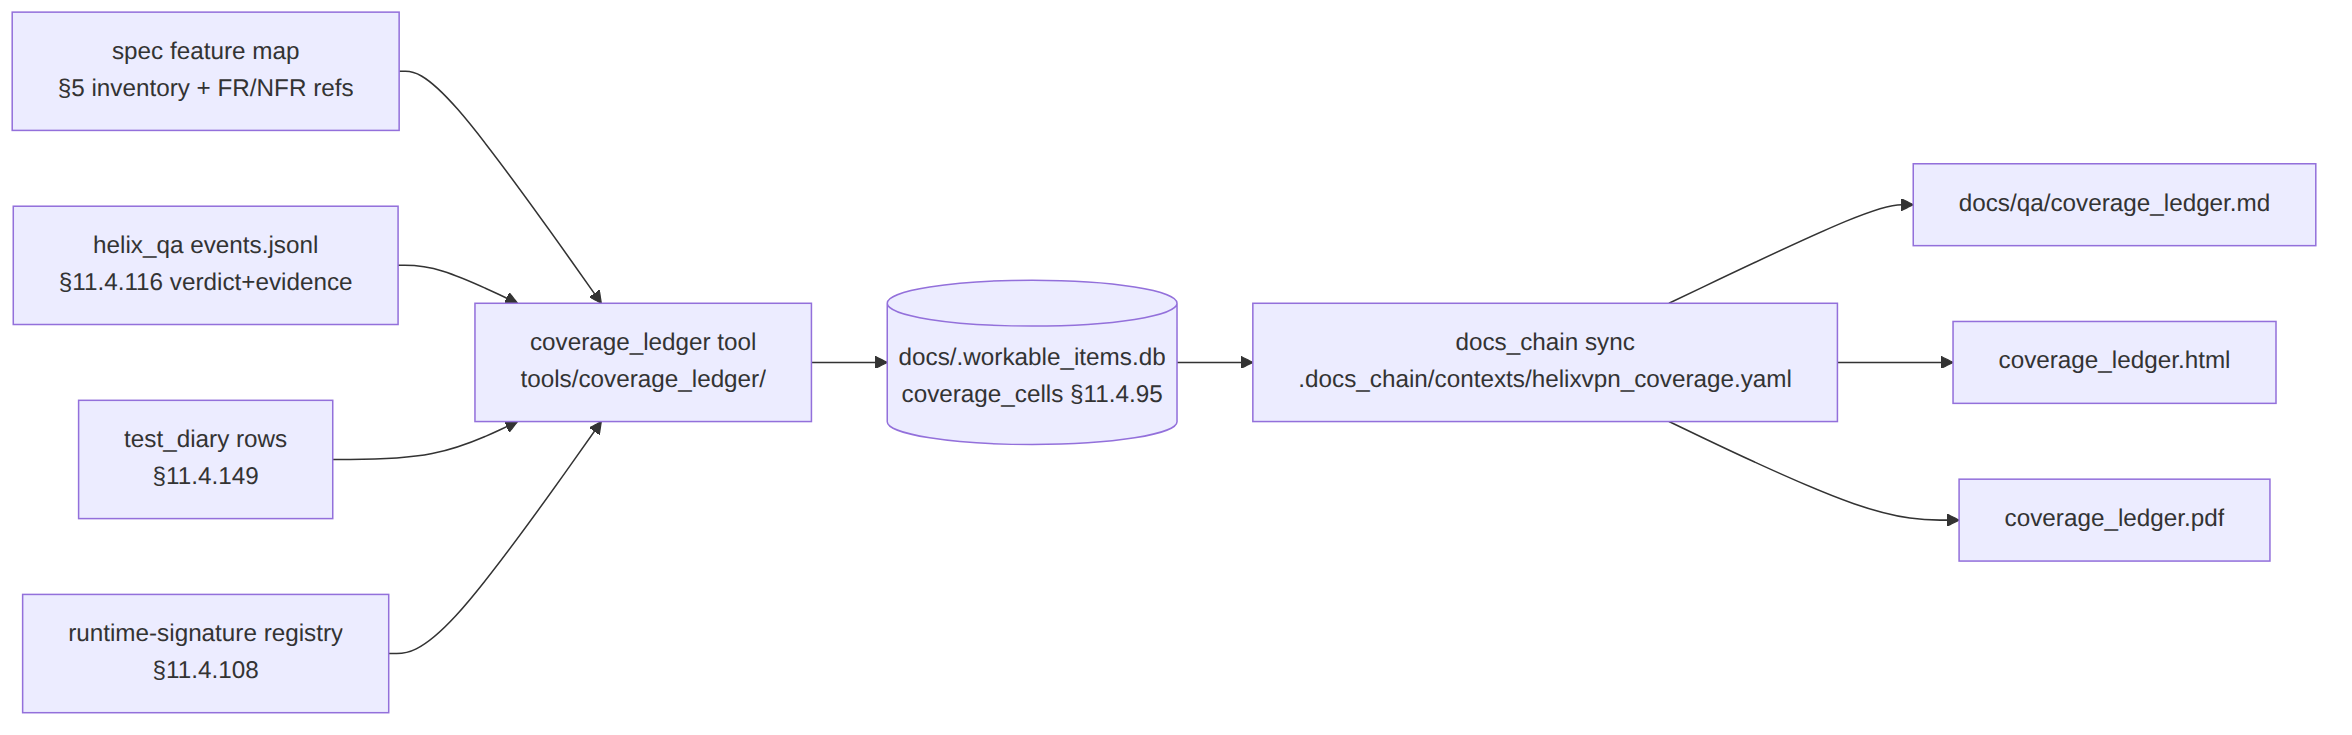 spec feature map
§5 inventory + FR/NFR refs
helix_qa events.jsonl
§11.4.116 verdict+evidence
test_diary rows
§11.4.149
runtime-signature registry
§11.4.108
coverage_ledger tool
tools/coverage_ledger/
docs/.workable_items.db
coverage_cells §11.4.95
docs_chain sync
.docs_chain/contexts/helixvpn_coverage.yaml
docs/qa/coverage_ledger.md
coverage_ledger.html
coverage_ledger.pdf